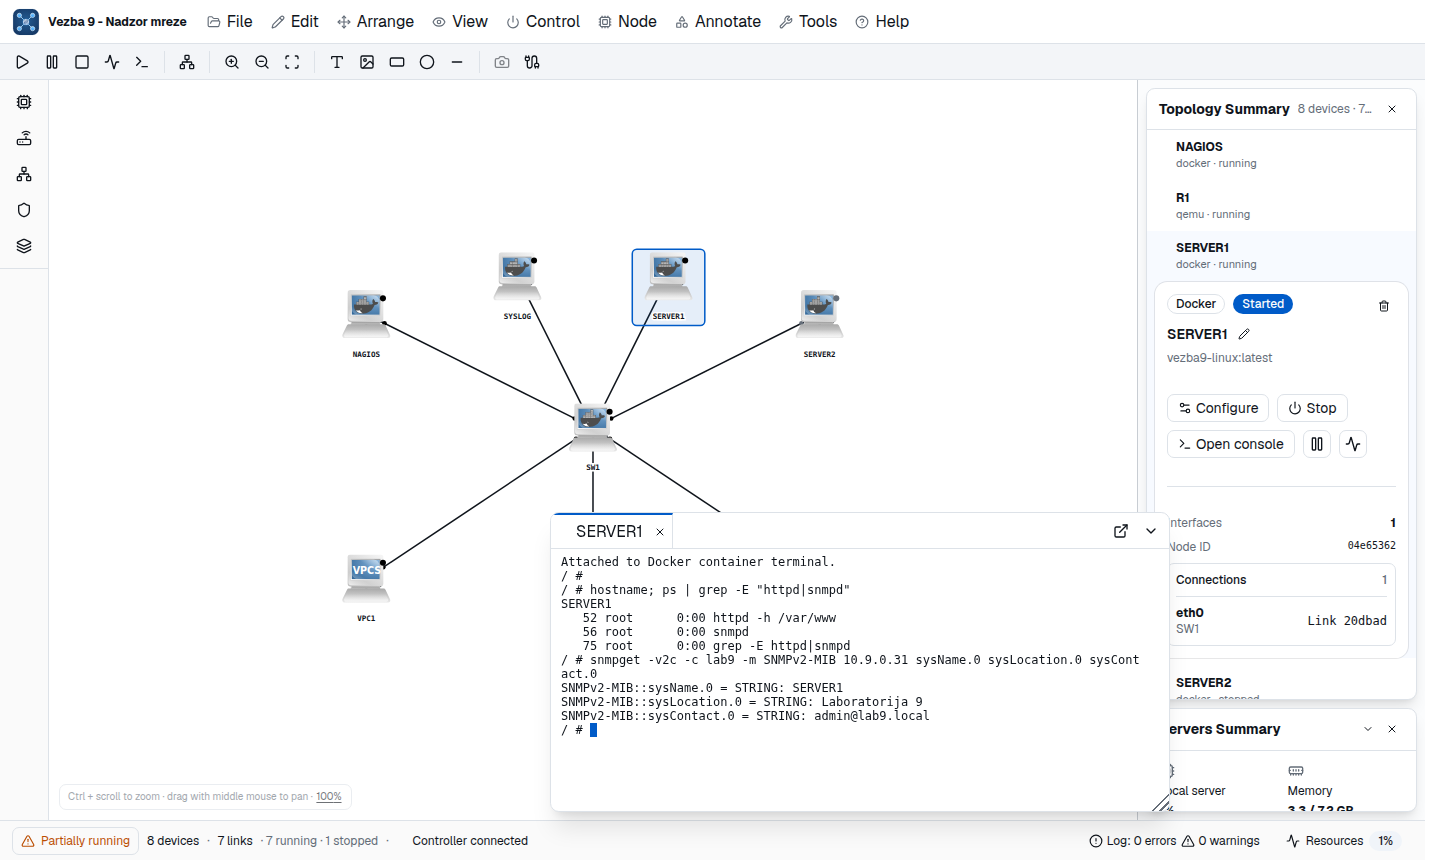 Vezba 9 - Nadzor mreze
File Edit Arrange View Control Node Annotate Tools Help
Topology Summary 8 devices · 7...
NAGIOS
docker · running
R1
qemu · running
SERVER1
docker · running
Docker Started
SERVER1
vezba9-linux:latest
Configure Stop
Open console
nterfaces 1
Node ID 04e65362
Connections 1
eth0
SW1
Link 20dbad
SERVER2
docker · stopped
ervers Summary
ocal server
Memory
3.3 / 7.2 GB
SYSLOG
SERVER1
NAGIOS
SERVER2
SW1
VPCS
VPC1
SERVER1
Attached to Docker container terminal.
/ #
/ # hostname; ps | grep -E "httpd|snmpd"
SERVER1
52 root 0:00 httpd -h /var/www
56 root 0:00 snmpd
75 root 0:00 grep -E httpd|snmpd
/ # snmpget -v2c -c lab9 -m SNMPv2-MIB 10.9.0.31 sysName.0 sysLocation.0 sysCont
act.0
SNMPv2-MIB::sysName.0 = STRING: SERVER1
SNMPv2-MIB::sysLocation.0 = STRING: Laboratorija 9
SNMPv2-MIB::sysContact.0 = STRING: admin@lab9.local
/ #
Ctrl + scroll to zoom · drag with middle mouse to pan · 100%
Partially running 8 devices · 7 links · 7 running · 1 stopped · Controller connected
Log: 0 errors 0 warnings Resources 1%